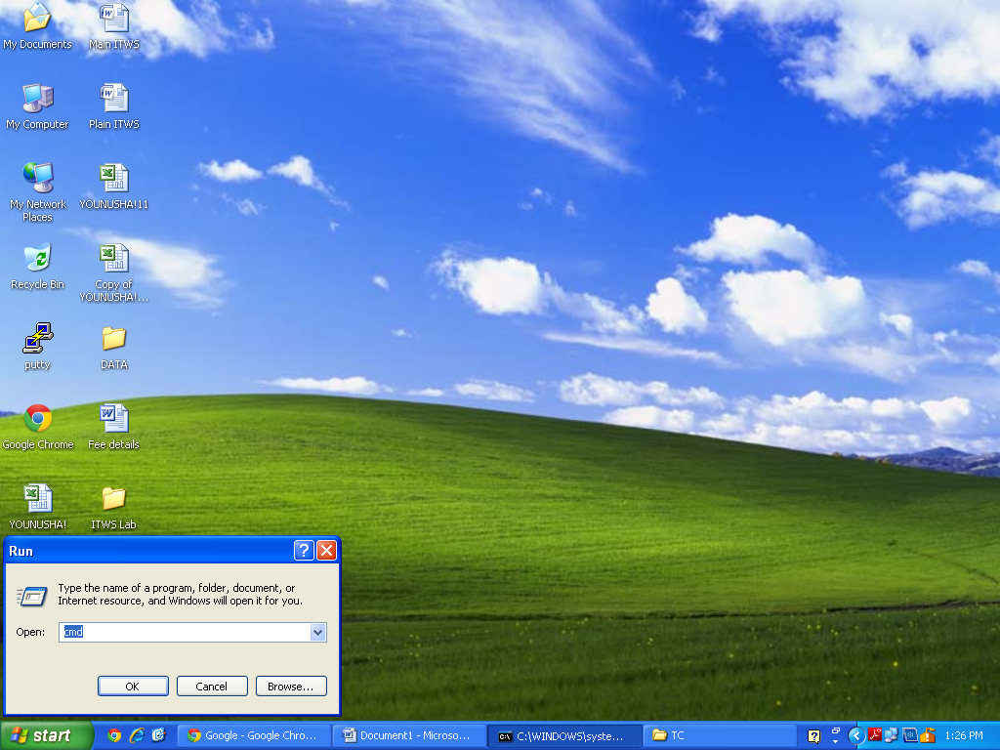 My Documents
Main ITWS
My Computer
Plain ITWS
My Network
Places
YOUNUSHA!11
Recycle Bin
Copy of
YOUNUSHA!...
putty
DATA
Google Chrome
Fee details
YOUNUSHA!
ITWS Lab
Run
Type the name of a program, folder, document, or
Internet resource, and Windows will open it for you.
Open:
cmd
OK
Cancel
Browse...
start
Google - Google Chro...
Document1 - Microso...
C:\WINDOWS\syste...
TC
1:26 PM